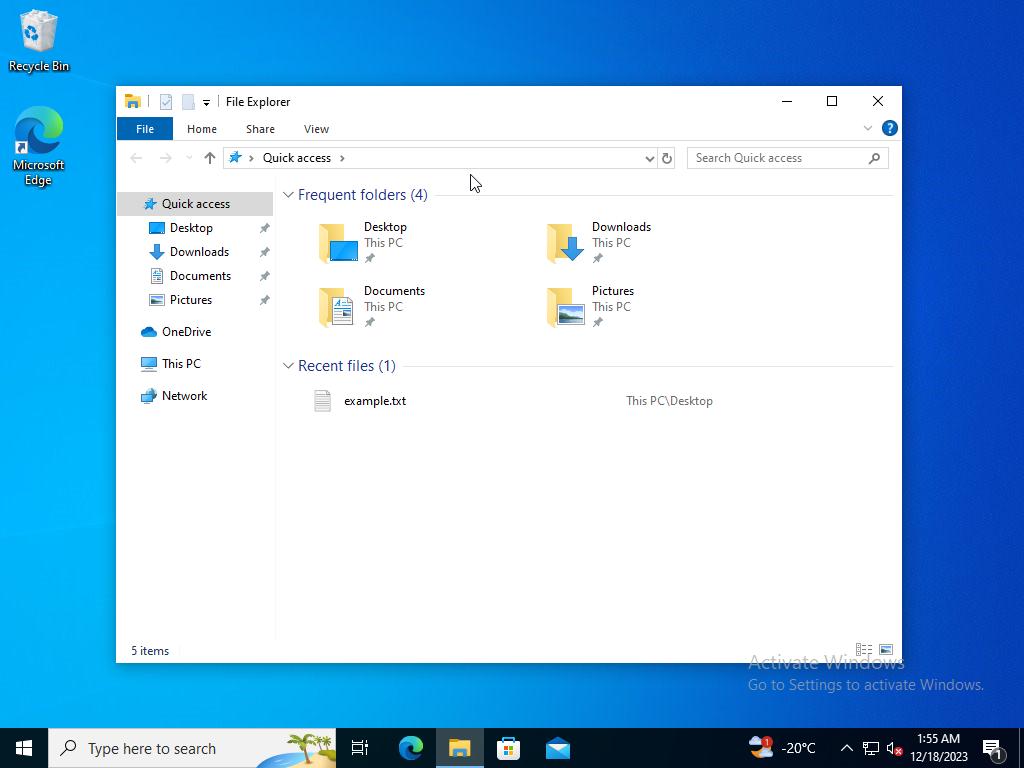 Recycle Bin
Microsoft
Edge
File Explorer
File
Home
Share
View
?
Quick access
Search Quick access
Quick access
Desktop
Downloads
Documents
Pictures
OneDrive
This PC
Network
Frequent folders (4)
Desktop
This PC
Downloads
This PC
Documents
This PC
Pictures
This PC
Recent files (1)
example.txt
This PC\Desktop
5 items
Activate Windows
Go to Settings to activate Windows.
Type here to search
1
-20°C
1:55 AM
12/18/2023
1